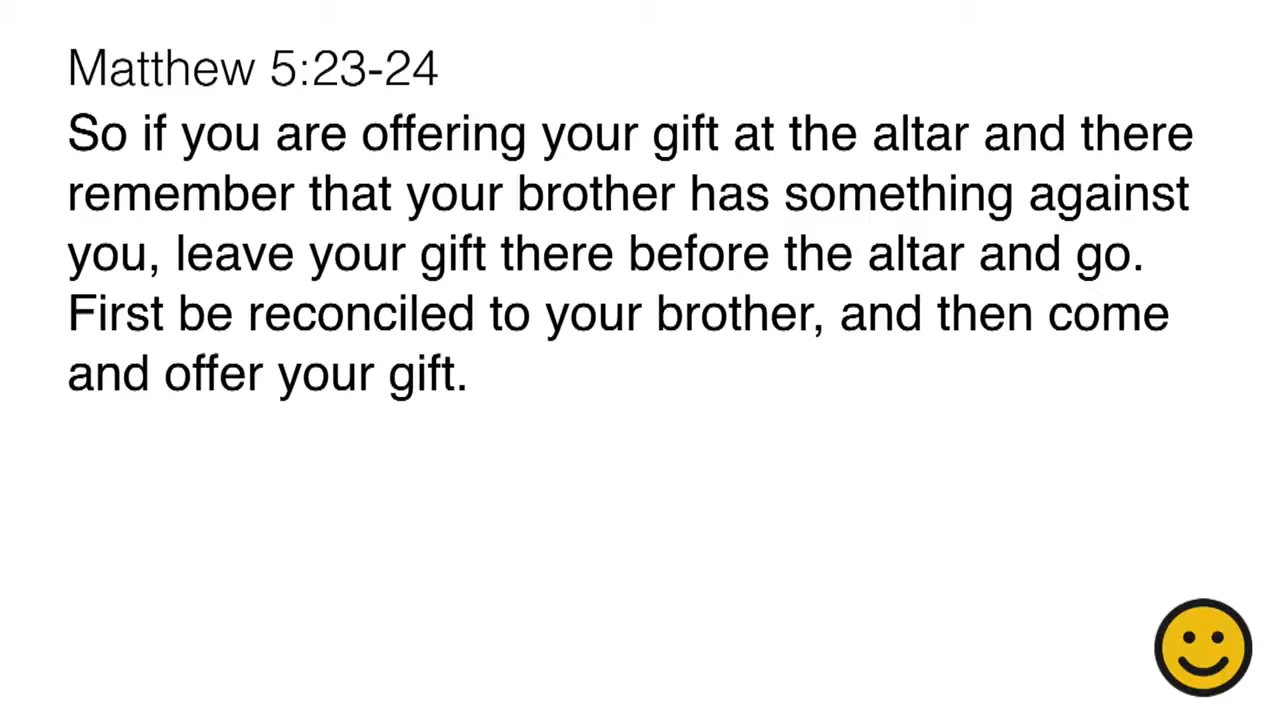 Matthew 5:23-24
So if you are offering your gift at the altar and there
remember that your brother has something against
you, leave your gift there before the altar and go.
First be reconciled to your brother, and then come
and offer your gift.